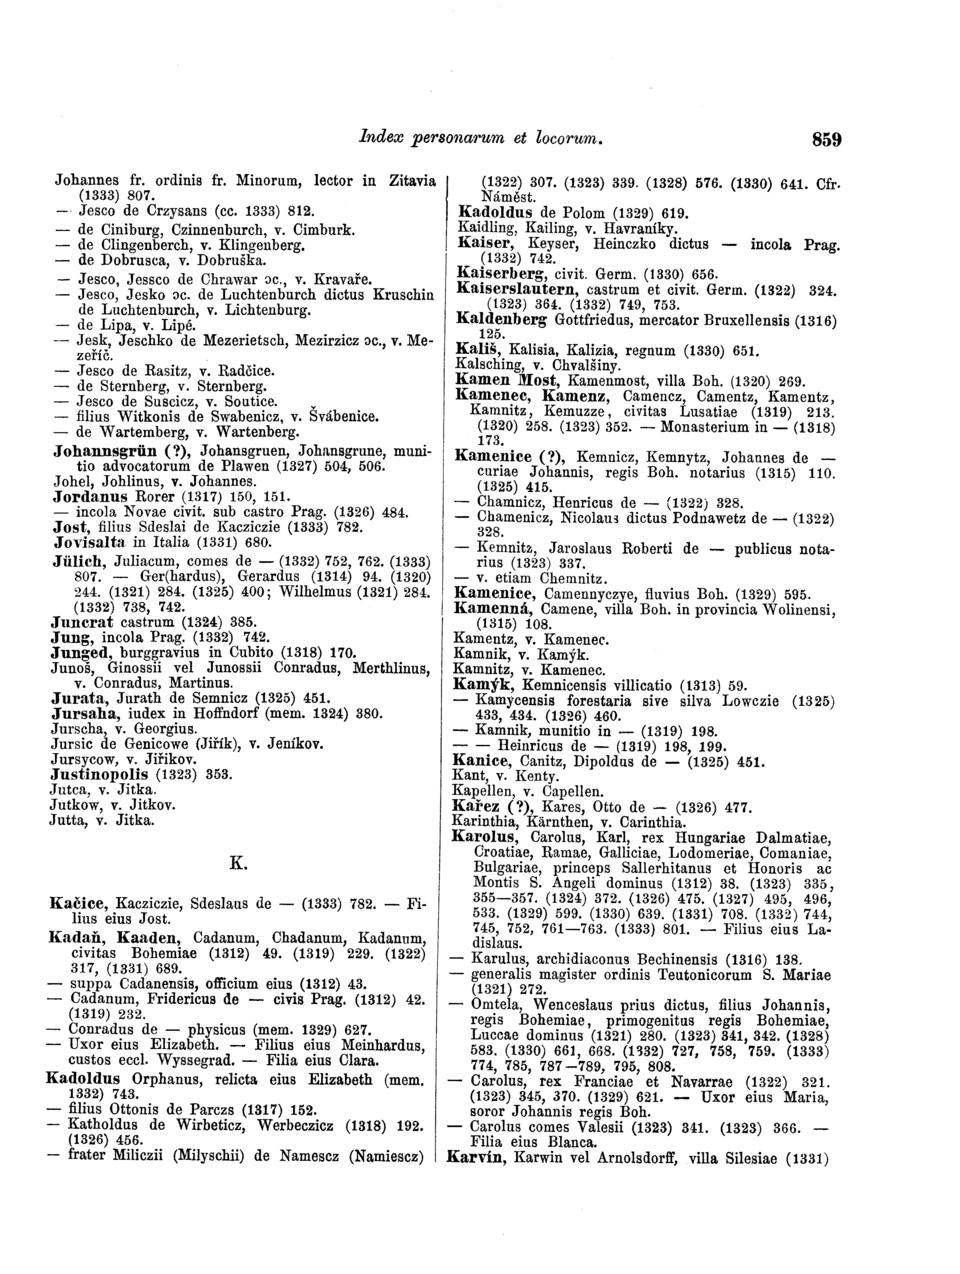 Index personarum et locorum. 859
Johannes fr. ordinis fr. Minorum, lector in Zitavia
(1333) 807.
— Jesco de Crzysans (cc. 1333) 812.
— de Ciniburg, Czinnenburch, v. Cimburk.
— de Clingenberch, v. Klingenberg.
— de Dobrusca, v. Dobruška.
— Jesco, Jessco de Chrawar ɔc., v. Kravaře.
— Jesco, Jesko ɔc. de Luchtenburch dictus Kruschin
de Luchtenburch, v. Lichtenburg.
— de Lipa, v. Lipé.
— Jesk, Jeschko de Mezerietsch, Mezirzicz ɔc., v. Me-
zeříč.
— Jesco de Rasitz, v. Radčice.
— de Sternberg, v. Sternberg.
— Jesco de Suscicz, v. Soutice.
— filius Witkonis de Swabenicz, v. Švábenice.
— de Wartemberg, v. Wartenberg.
Johannsgrün (?), Johansgruen, Johansgrune, muni-
tio advocatorum de Plawen (1327) 504, 506.
Johel, Johlinus, v. Johannes.
Jordanus Rorer (1317) 150, 151.
— incola Novae civit. sub castro Prag. (1326) 484.
Jost, filius Sdeslai de Kacziczie (1333) 782.
Jovisalta in Italia (1331) 680.
Jülich, Juliacum, comes de — (1332) 752, 762. (1333)
807. — Ger(hardus), Gerardus (1314) 94. (1320)
244. (1321) 284. (1325) 400; Wilhelmus (1321) 284.
(1332) 738, 742.
Juncrat castrum (1324) 385.
Jung, incola Prag. (1332) 742.
Junged, burggravius in Cubito (1318) 170.
Junoš, Ginossii vel Junossii Conradus, Merthlinus,
v. Conradus, Martinus.
Jurata, Jurath de Semnicz (1325) 451.
Jursaha, iudex in Hoffndorf (mem. 1324) 380.
Jurscha, v. Georgius.
Jursic de Genicowe (Jiřík), v. Jeníkov.
Jursycow, v. Jiřikov.
Justinopolis (1323) 353.
Jutca, v. Jitka.
Jutkow, v. Jitkov.
Jutta, v. Jitka.
K.
Kačice, Kacziczie, Sdeslaus de — (1333) 782. — Fi-
lius eius Jost.
Kadaň, Kaaden, Cadanum, Chadanum, Kadanum,
civitas Bohemiae (1312) 49. (1319) 229. (1322)
317, (1331) 689.
— suppa Cadanensis, officium eius (1312) 43.
— Cadanum, Fridericus de — civis Prag. (1312) 42.
(1319) 232.
— Conradus de — physicus (mem. 1329) 627.
— Uxor eius Elizabeth. — Filius eius Meinhardus,
custos eccl. Wyssegrad. — Filia eius Clara.
Kadoldus Orphanus, relicta eius Elizabeth (mem.
1332) 743.
— filius Ottonis de Parczs (1317) 152.
— Katholdus de Wirbeticz, Werbeczicz (1318) 192.
(1326) 456.
— frater Miliczii (Milyschii) de Namescz (Namiescz)
(1322) 307. (1323) 339. (1328) 576. (1330) 641. Cfr.
Náměst.
Kadoldus de Polom (1329) 619.
Kaidling, Kailing, v. Havraníky.
Kaiser, Keyser, Heinczko dictus — incola Prag.
(1332) 742.
Kaiserberg, civit. Germ. (1330) 656.
Kaiserslautern, castrum et civit. Germ. (1322) 324.
(1323) 364. (1332) 749, 753.
Kaldenberg Gottfriedus, mercator Bruxellensis (1316)
125.
Kališ, Kalisia, Kalizia, regnum (1330) 651.
Kalsching, v. Chvalšiny.
Kamen Most, Kamenmost, villa Boh. (1320) 269.
Kamenec, Kamenz, Camencz, Camentz, Kamentz,
Kamnitz, Kemuzze, civitas Lusatiae (1319) 213.
(1320) 258. (1323) 352. — Monasterium in — (1318)
173.
Kamenice (?), Kemnicz, Kemnytz, Johannes de —
curiae Johannis, regis Boh. notarius (1315) 110.
(1325) 415.
— Chamnicz, Henricus de — (1322) 328.
— Chamenicz, Nicolaus dictus Podnawetz de — (1322)
328.
— Kemnitz, Jaroslaus Roberti de — publicus nota-
rius (1323) 337.
— v. etiam Chemnitz.
Kamenice, Camennyczye, fluvius Boh. (1329) 595.
Kamenná, Camene, villa Boh. in provincia Wolinensi,
(1315) 108.
Kamentz, v. Kamenec.
Kamnik, v. Kamýk.
Kamnitz, v. Kamenec.
Kamýk, Kemnicensis villicatio (1313) 59.
— Kamycensis forestaria sive silva Lowczie (1325)
433, 434. (1326) 460.
— Kamnik, munitio in — (1319) 198.
— — Heinricus de — (1319) 198, 199.
Kanice, Canitz, Dipoldus de — (1325) 451.
Kant, v. Kenty.
Kapellen, v. Capellen.
Kařez (?), Kares, Otto de — (1326) 477.
Karinthia, Kärnthen, v. Carinthia.
Karolus, Carolus, Karl, rex Hungariae Dalmatiae,
Croatiae, Ramae, Galliciae, Lodomeriae, Comaniae,
Bulgariae, princeps Sallerhitanus et Honoris ac
Montis S. Angeli dominus (1312) 38. (1323) 335,
355—357. (1324) 372. (1326) 475. (1327) 495, 496,
533. (1329) 599. (1330) 639. (1331) 708. (1332) 744,
745, 752, 761—763. (1333) 801. — Filius eius La-
dislaus.
— Karulus, archidiaconus Bechinensis (1316) 138.
— generalis magister ordinis Teutonicorum S. Mariae
(1321) 272.
— Omtela, Wenceslaus prius dictus, filius Johannis,
regis Bohemiae, primogenitus regis Bohemiae,
Luccae dominus (1321) 280. (1323) 341, 342. (1328)
583. (1330) 661, 668. (1332) 727, 758, 759. (1333)
774, 785, 787—789, 795, 808.
— Carolus, rex Franciae et Navarrae (1322) 321.
(1323) 345, 370. (1329) 621. — Uxor eius Maria,
soror Johannis regis Boh.
— Carolus comes Valesii (1323) 341. (1323) 366. —
Filia eius Blanca.
Karvín, Karwin vel Arnolsdorff, villa Silesiae (1331)